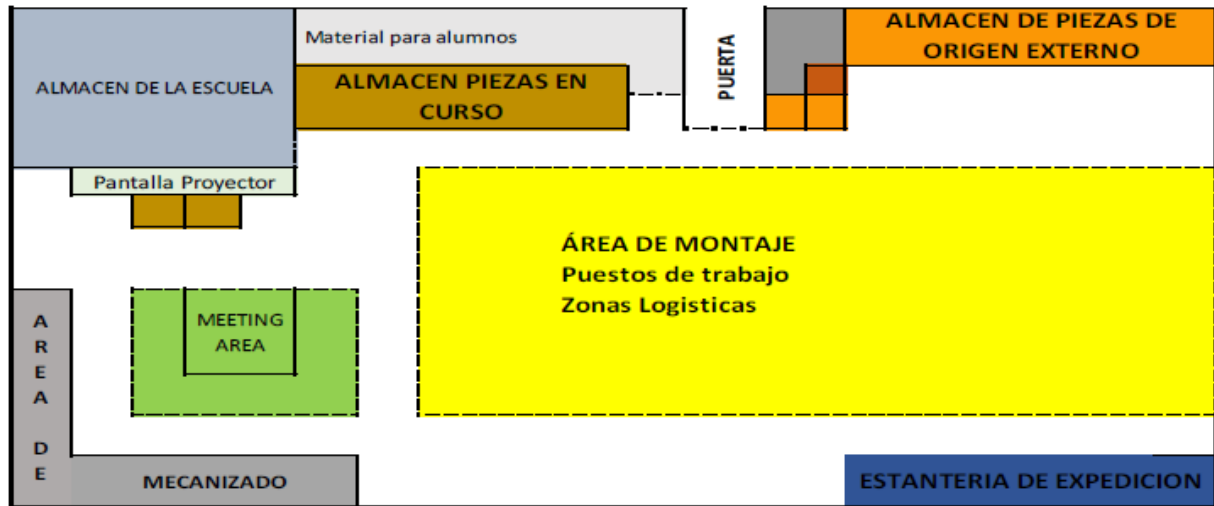 Material para alumnos
ALMACEN DE LA ESCUELA
ALMACEN PIEZAS EN
CURSO
PUERTA
ALMACEN DE PIEZAS DE
ORIGEN EXTERNO
Pantalla Proyector
ÁREA DE MONTAJE
Puestos de trabajo
Zonas Logisticas
MEETING
AREA
A
R
E
A
D
E
MECANIZADO
ESTANTERIA DE EXPEDICION